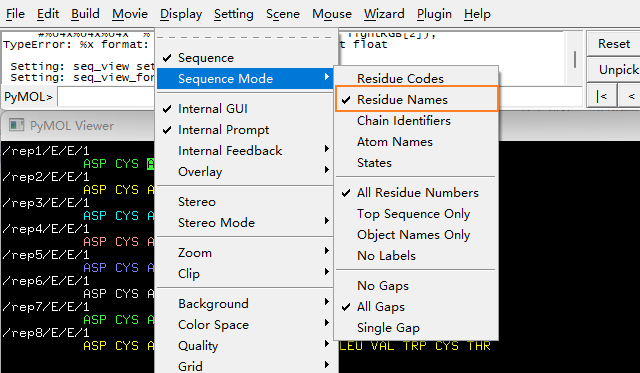 File Edit Build Movie Display Setting Scene Mouse Wizard Plugin Help
TypeError: %x format:
t float
Setting: seq_view set
Setting: seq_view_for
PyMOL>
Reset
Unpick
|< <
Sequence
Sequence Mode
Internal GUI
Internal Prompt
Internal Feedback
Overlay
Stereo
Stereo Mode
Zoom
Clip
Background
Color Space
Quality
Grid
Residue Codes
Residue Names
Chain Identifiers
Atom Names
States
All Residue Numbers
Top Sequence Only
Object Names Only
No Labels
No Gaps
All Gaps
Single Gap
PyMOL Viewer
/rep1/E/E/1
ASP CYS A
/rep2/E/E/1
ASP CYS A
/rep3/E/E/1
ASP CYS A
/rep4/E/E/1
ASP CYS A
/rep5/E/E/1
ASP CYS A
/rep6/E/E/1
ASP CYS A
/rep7/E/E/1
ASP CYS A
/rep8/E/E/1
ASP CYS A
LEU VAL TRP CYS THR